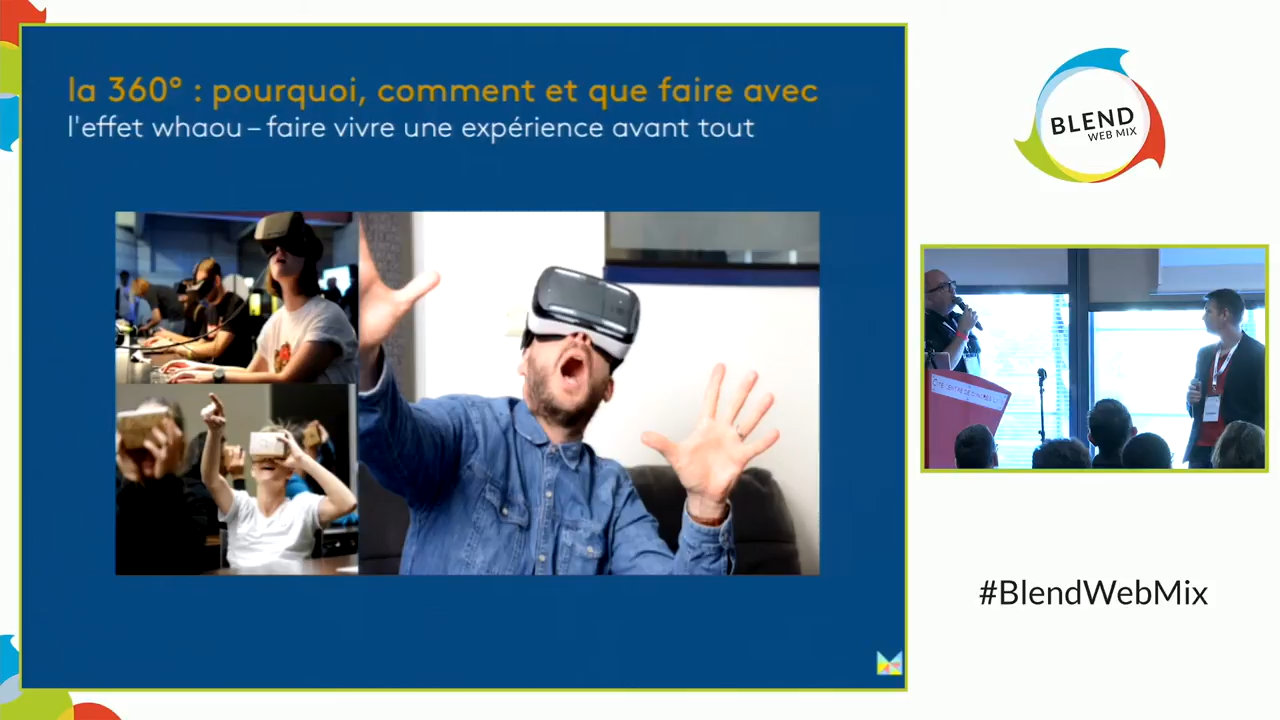 la 360° : pourquoi, comment et que faire avec
l'effet whaou – faire vivre une expérience avant tout
BLEND
WEB MIX
#BlendWebMix